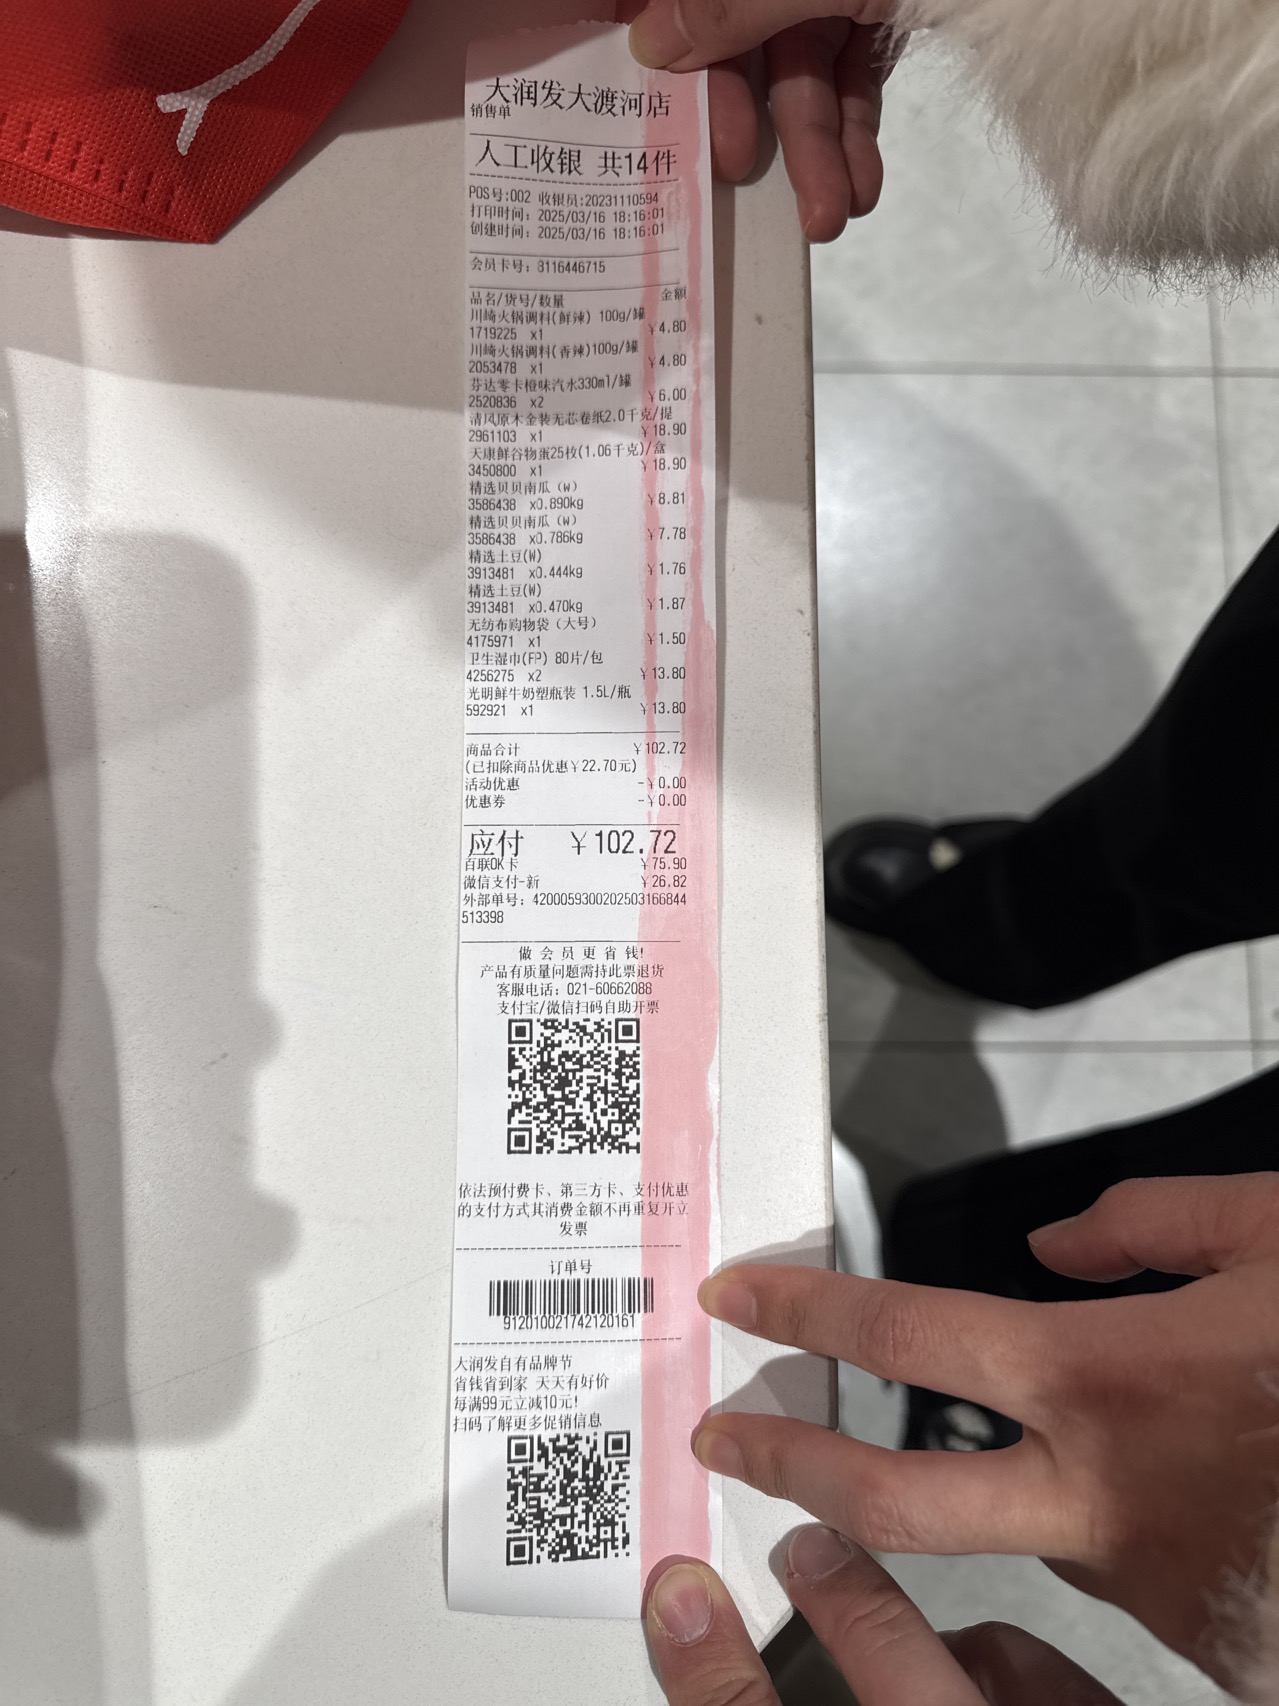 大润发大渡河店
销售单
人工收银 共14件
POS号:002 收银员:20231110594
打印时间: 2025/03/16 18:16:01
创建时间: 2025/03/16 18:16:01
会员卡号: 8116446715
品名/货号/数量 金额
川崎火锅调料(鲜辣) 100g/罐
1719225 x1 ¥4.80
川崎火锅调料(香辣)100g/罐
2053478 x1 ¥4.80
芬达零卡橙味汽水330ml/罐
2520836 x2 ¥6.00
清风原木金装无芯卷纸2.0千克/提
2961103 x1 ¥18.90
天康鲜谷物蛋25枚(1.06千克)/盒
3450800 x1 ¥18.90
精选贝贝南瓜（W）
3586438 x0.890kg ¥8.81
精选贝贝南瓜（W）
3586438 x0.786kg ¥7.78
精选土豆(W)
3913481 x0.444kg ¥1.76
精选土豆(W)
3913481 x0.470kg ¥1.87
无纺布购物袋（大号）
4175971 x1 ¥1.50
卫生湿巾(FP) 80片/包
4256275 x2 ¥13.80
光明鲜牛奶塑瓶装 1.5L/瓶
592921 x1 ¥13.80
商品合计 ¥102.72
(已扣除商品优惠¥22.70元)
活动优惠 -¥0.00
优惠券 -¥0.00
应付 ¥102.72
百联OK卡 ¥75.90
微信支付-新 ¥26.82
外部单号: 4200059300202503166844
513398
做会员更省钱!
产品有质量问题需持此票退货
客服电话: 021-60662088
支付宝/微信扫码自助开票
依法预付费卡、第三方卡、支付优惠
的支付方式其消费金额不再重复开立
发票
订单号
912010021742120161
大润发自有品牌节
省钱省到家 天天有好价
每满99元立减10元!
扫码了解更多促销信息